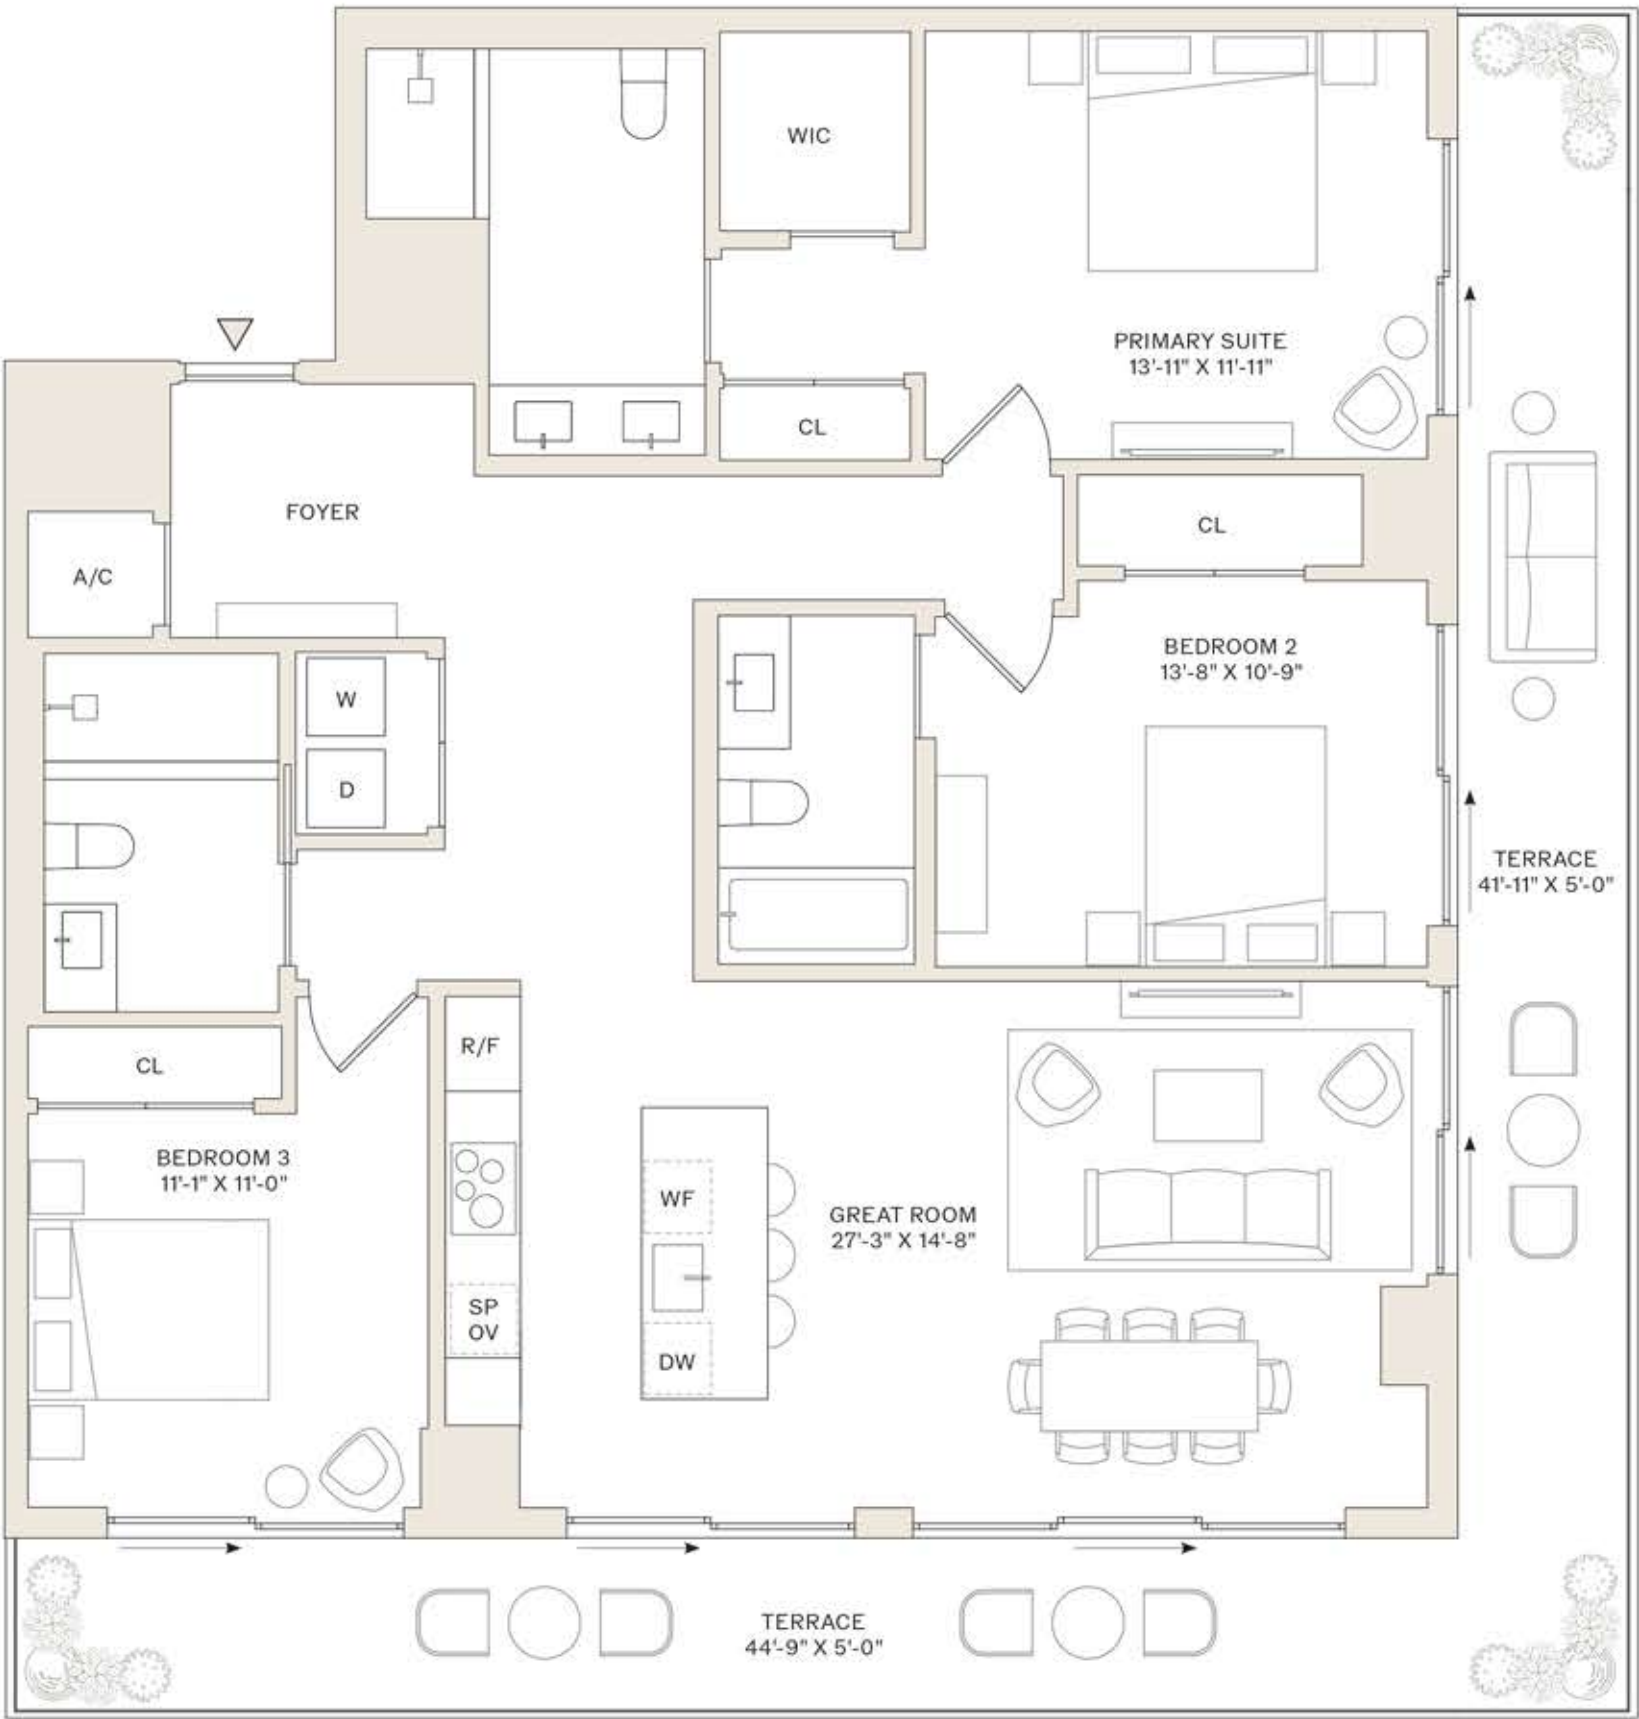 WIC
PRIMARY SUITE
13'-11" X 11'-11"
CL
FOYER
CL
A/C
BEDROOM 2
13'-8" X 10'-9"
W
D
TERRACE
41'-11" X 5'-0"
R/F
CL
BEDROOM 3
11'-1" X 11'-0"
WF
GREAT ROOM
27'-3" X 14'-8"
SP
OV
DW
TERRACE
44'-9" X 5'-0"